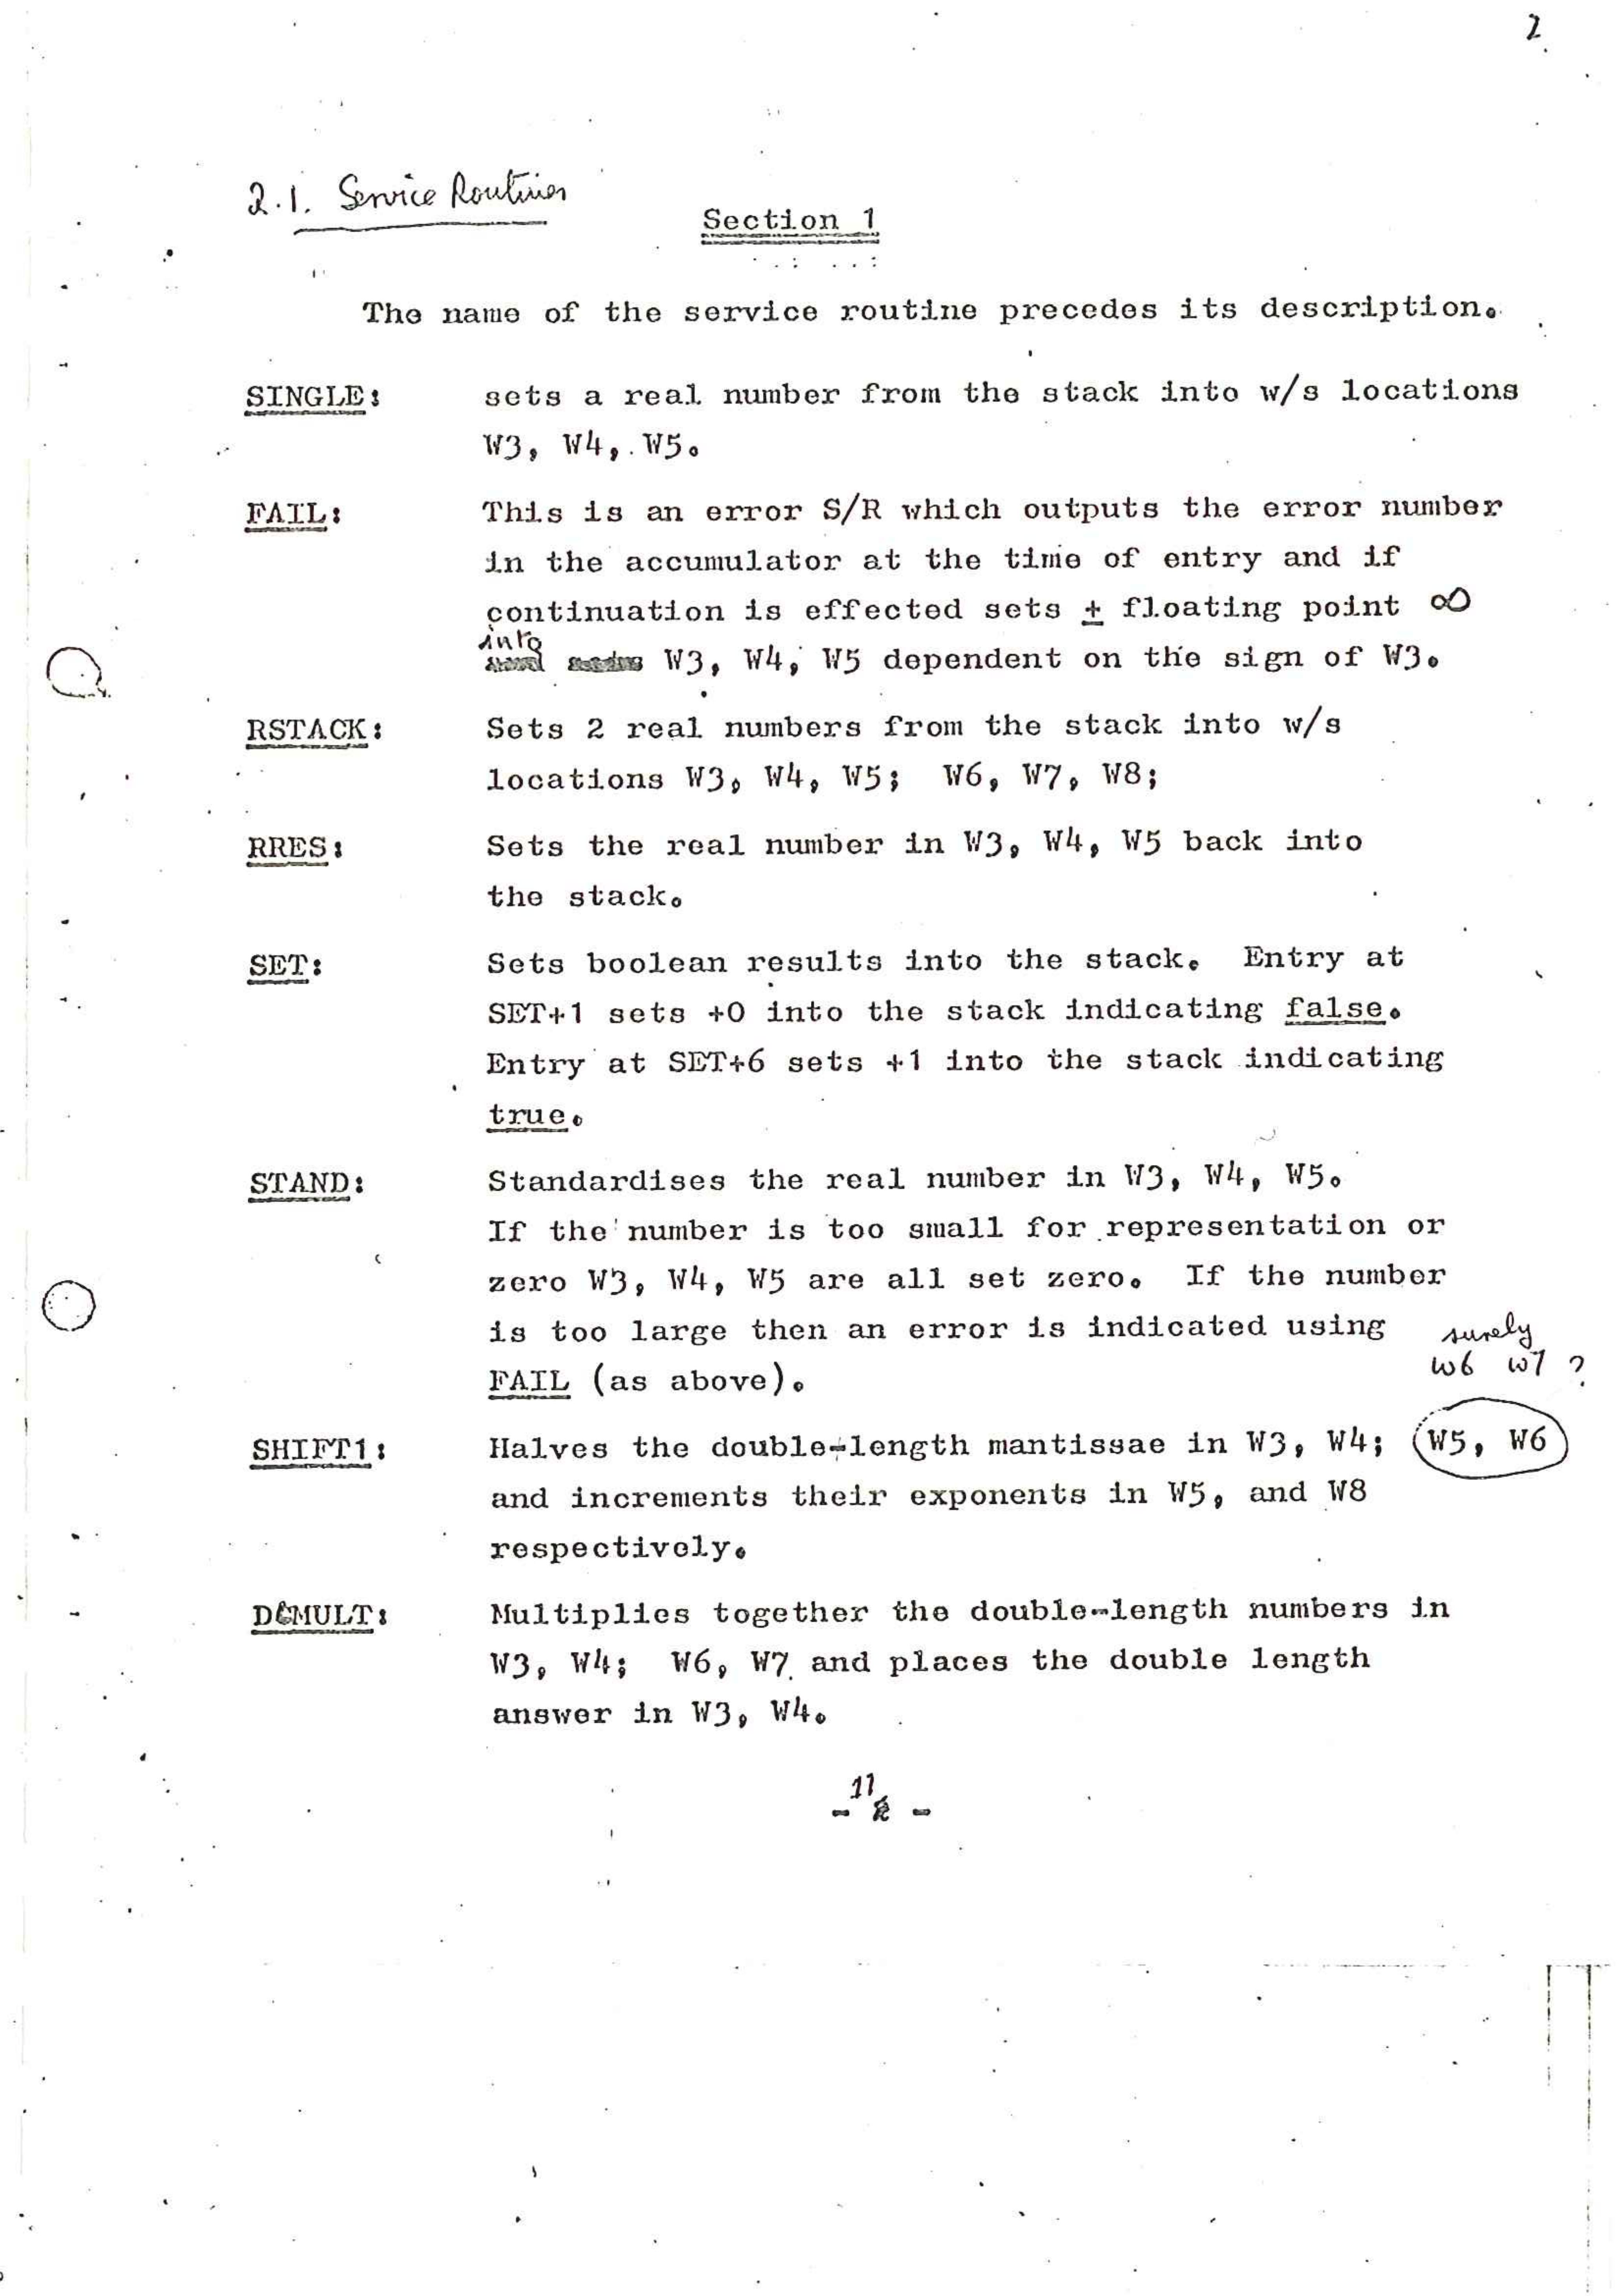 2
2.1. Service Routines
Section 1
The name of the service routine precedes its description.
SINGLE: sets a real number from the stack into w/s locations
W3, W4, W5.
FAIL: This is an error S/R which outputs the error number
in the accumulator at the time of entry and if
continuation is effected sets ± floating point ∞
into
W3, W4, W5 dependent on the sign of W3.
RSTACK: Sets 2 real numbers from the stack into w/s
locations W3, W4, W5; W6, W7, W8;
RRES: Sets the real number in W3, W4, W5 back into
the stack.
SET: Sets boolean results into the stack. Entry at
SET+1 sets +0 into the stack indicating false.
Entry at SET+6 sets +1 into the stack indicating
true.
STAND: Standardises the real number in W3, W4, W5.
If the number is too small for representation or
zero W3, W4, W5 are all set zero. If the number
is too large then an error is indicated using
FAIL (as above).
surely
W6 W7 ?
SHIFT1: Halves the double-length mantissae in W3, W4; W5, W6
and increments their exponents in W5, and W8
respectively.
MULT: Multiplies together the double-length numbers in
W3, W4; W6, W7 and places the double length
answer in W3, W4.
11
- -